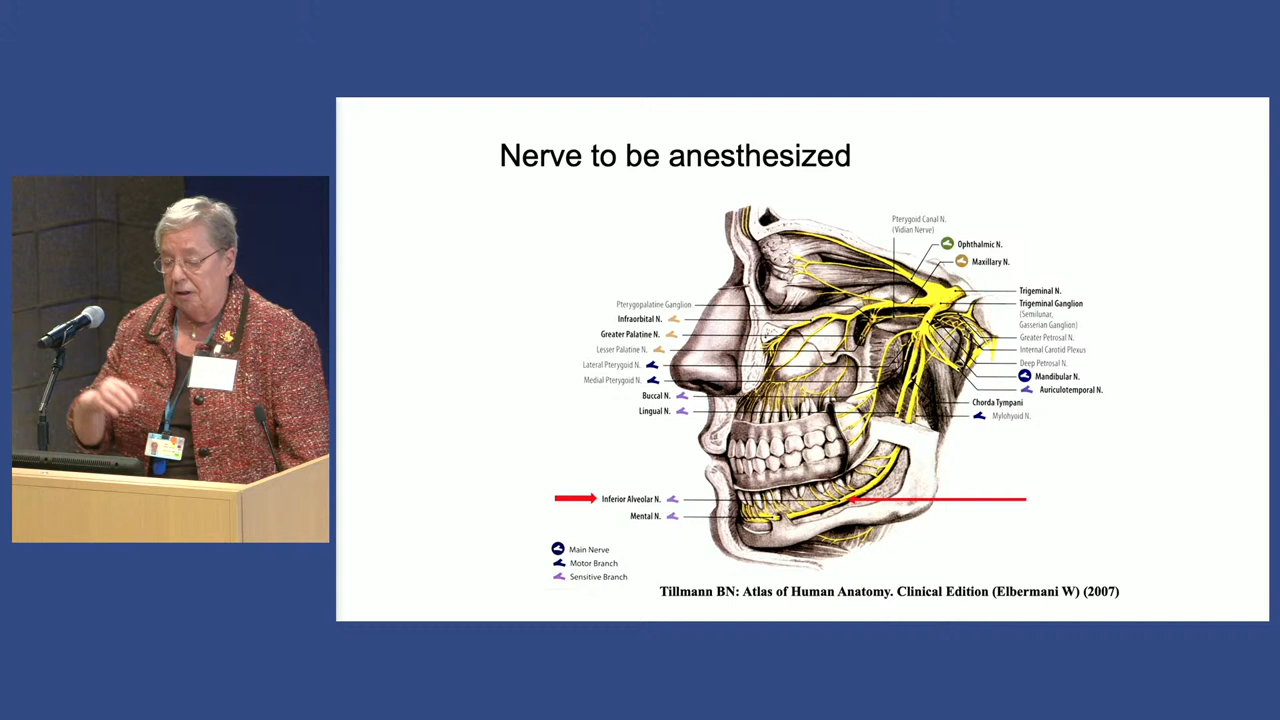 Nerve to be anesthesized
Pterygoid Canal N.
(Vidian Nerve)
Ophthalmic N.
Maxillary N.
Trigeminal N.
Trigeminal Ganglion
(Semilunar,
Gasserian Ganglion)
Greater Petrosal N.
Internal Carotid Plexus
Deep Petrosal N.
Mandibular N.
Auriculotemporal N.
Chorda Tympani
Mylohyoid N.
Pterygopalatine Ganglion
Infraorbital N.
Greater Palatine N.
Lesser Palatine N.
Lateral Pterygoid N.
Medial Pterygoid N.
Buccal N.
Lingual N.
Inferior Alveolar N.
Mental N.
Main Nerve
Motor Branch
Sensitive Branch
Tillmann BN: Atlas of Human Anatomy. Clinical Edition (Elbermani W) (2007)